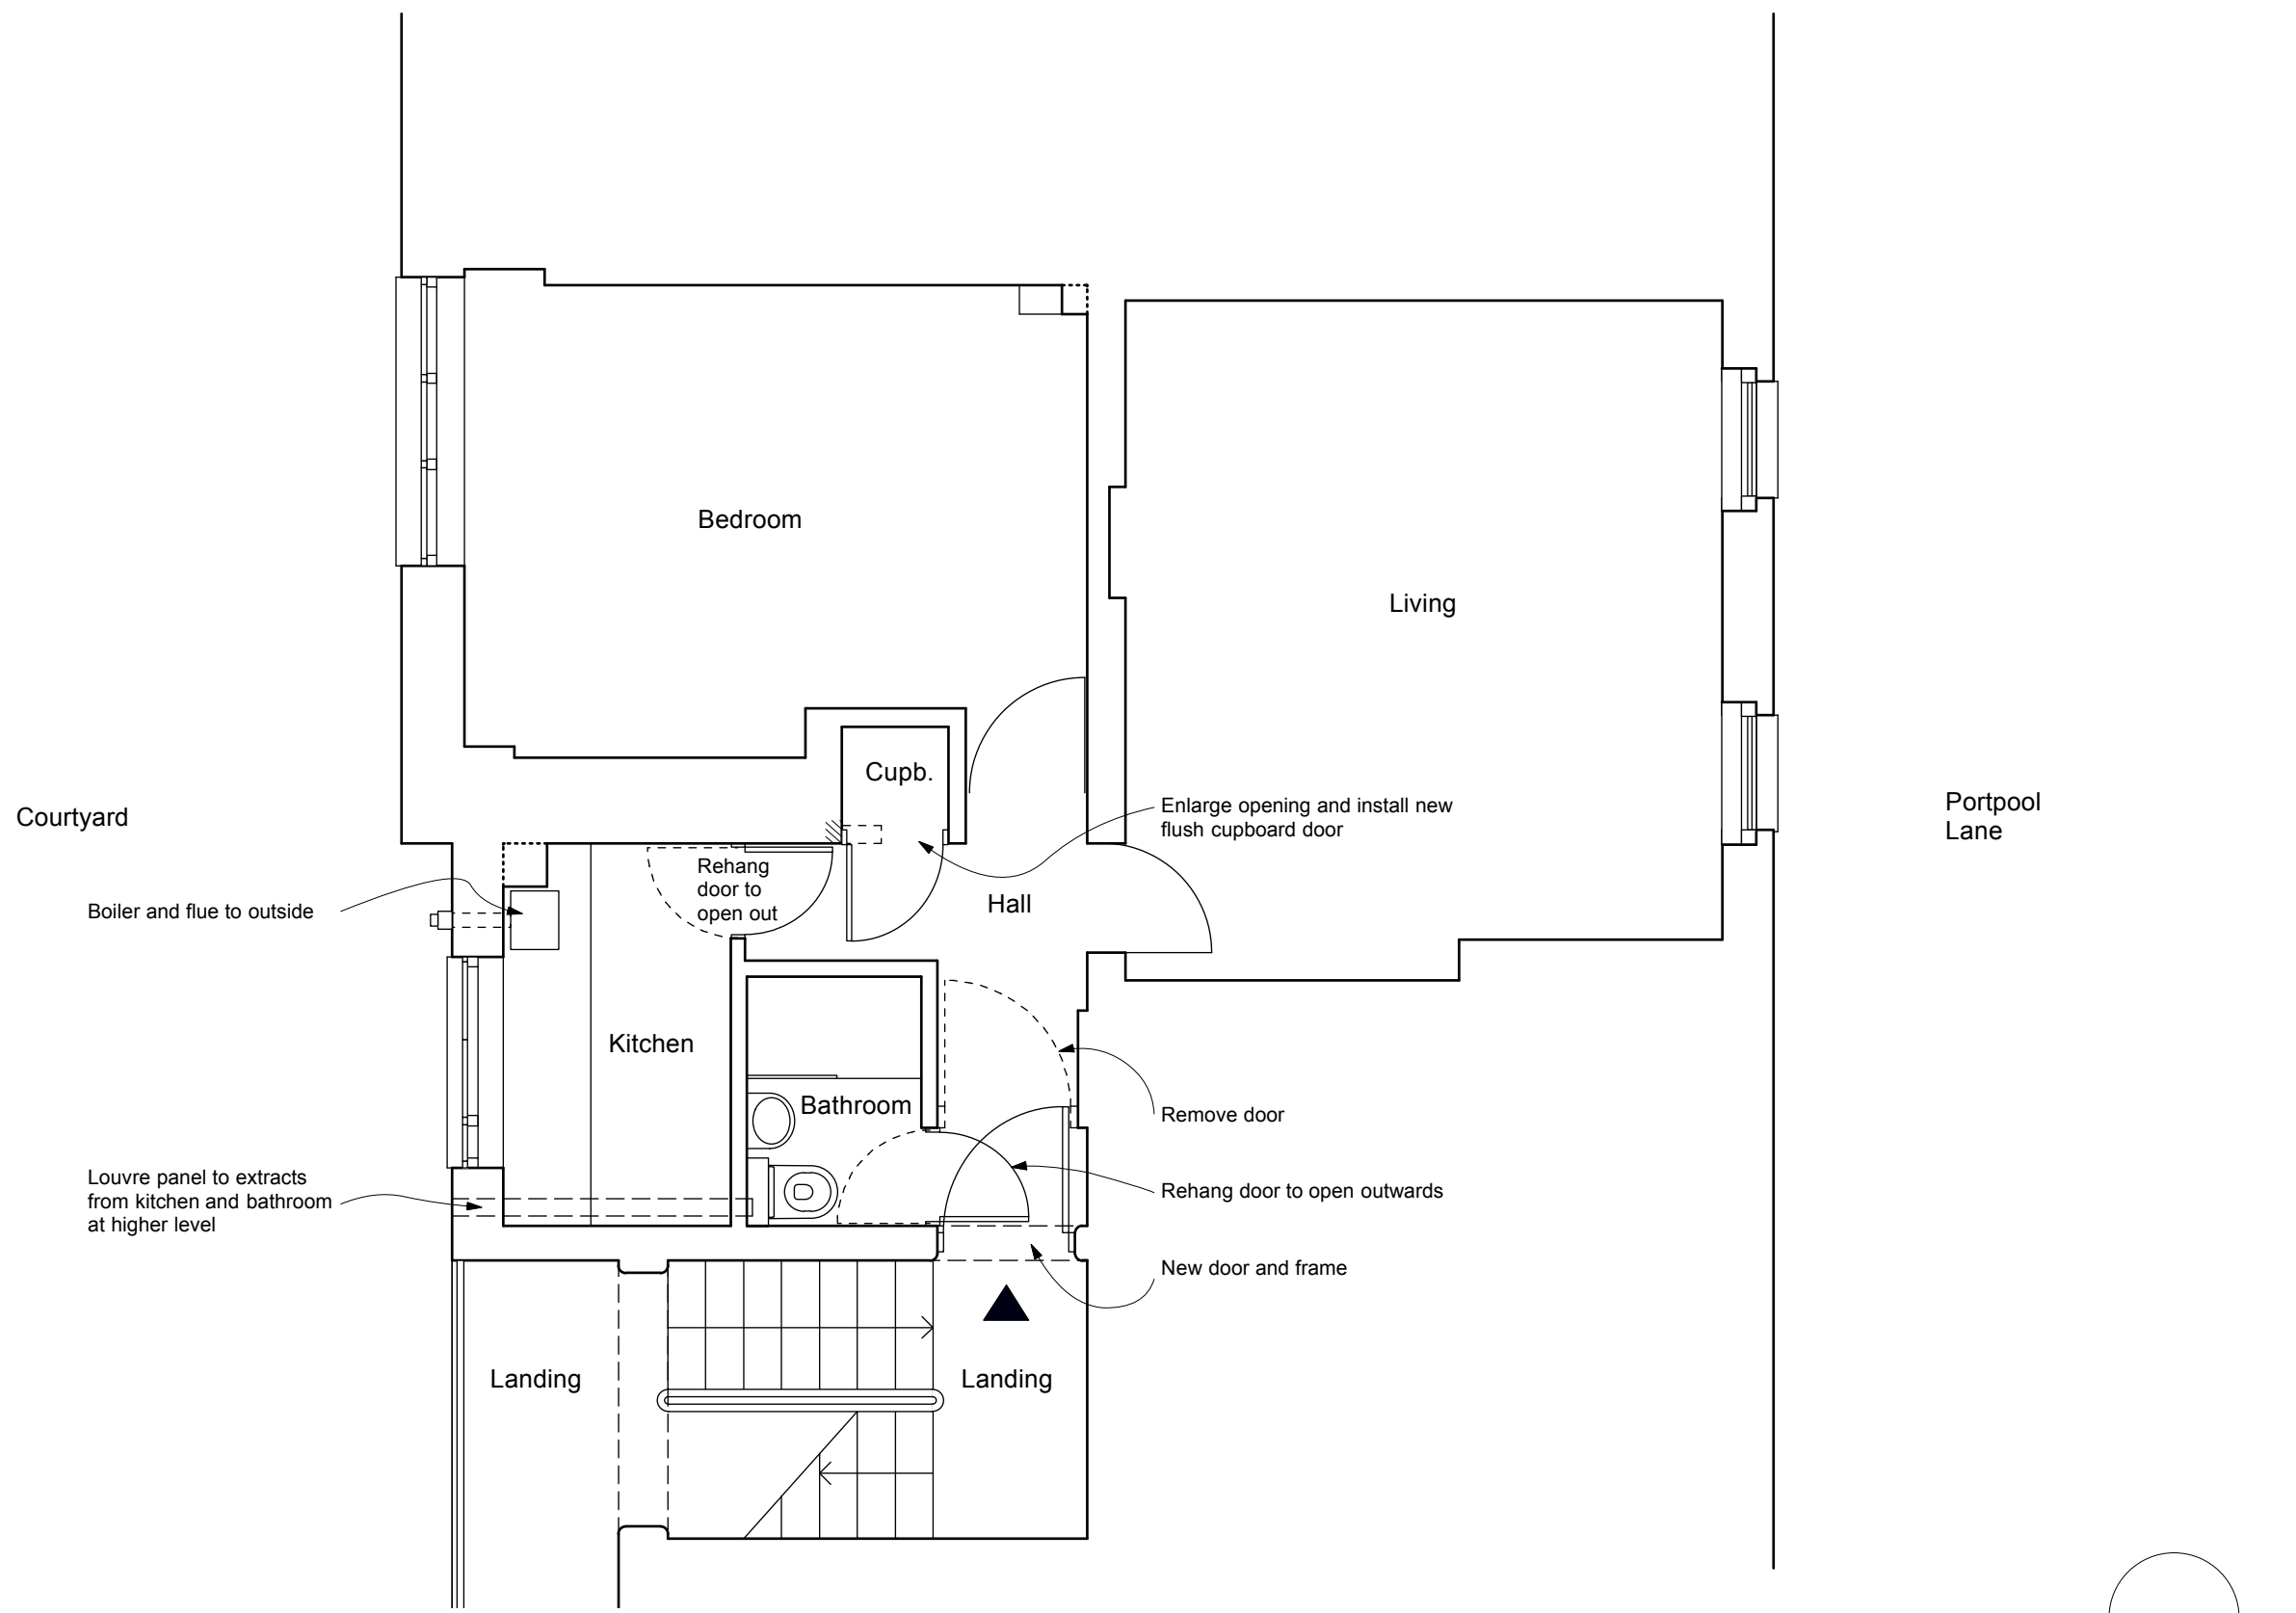 Bedroom
Living
Cupb.
Courtyard
Enlarge opening and install new
flush cupboard door
Portpool
Lane
Rehang
door to
open out
Hall
Boiler and flue to outside
Kitchen
Bathroom
Remove door
Louvre panel to extracts
from kitchen and bathroom
at higher level
Rehang door to open outwards
New door and frame
Landing
Landing